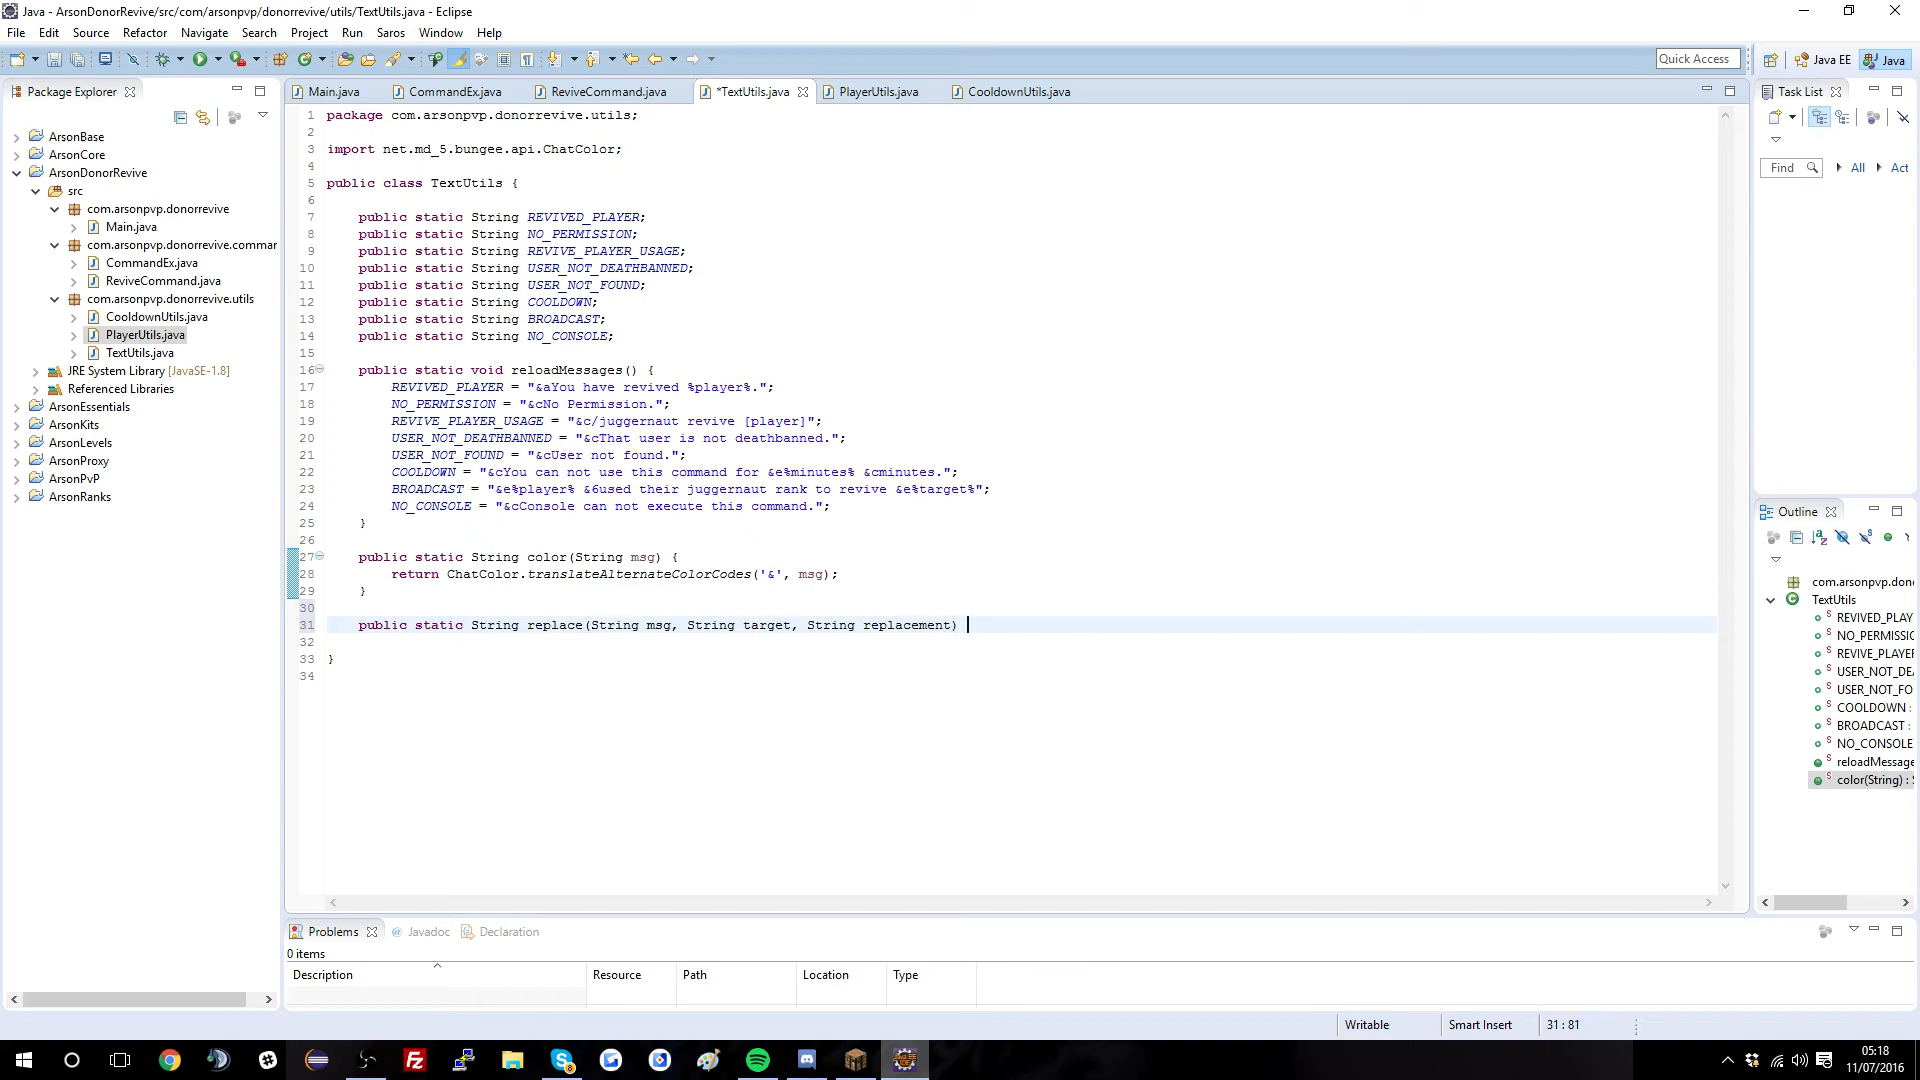 Java - ArsonDonorRevive/src/com/arsonpvp/donorrevive/utils/TextUtils.java - Eclipse
File Edit Source Refactor Navigate Search Project Run Saros Window Help
Quick Access
Java EE
Java
Package Explorer
Main.java
CommandEx.java
ReviveCommand.java
*TextUtils.java
PlayerUtils.java
CooldownUtils.java
Task List
Find
All
Act
ArsonBase
ArsonCore
ArsonDonorRevive
src
com.arsonpvp.donorrevive
Main.java
com.arsonpvp.donorrevive.commar
CommandEx.java
ReviveCommand.java
com.arsonpvp.donorrevive.utils
CooldownUtils.java
PlayerUtils.java
TextUtils.java
JRE System Library [JavaSE-1.8]
Referenced Libraries
ArsonEssentials
ArsonKits
ArsonLevels
ArsonProxy
ArsonPvP
ArsonRanks
1 package com.arsonpvp.donorrevive.utils;
2
3 import net.md_5.bungee.api.ChatColor;
4
5 public class TextUtils {
6
7 public static String REVIVED_PLAYER;
8 public static String NO_PERMISSION;
9 public static String REVIVE_PLAYER_USAGE;
10 public static String USER_NOT_DEATHBANNED;
11 public static String USER_NOT_FOUND;
12 public static String COOLDOWN;
13 public static String BROADCAST;
14 public static String NO_CONSOLE;
15
16 public static void reloadMessages() {
17 REVIVED_PLAYER = "&aYou have revived %player%.";
18 NO_PERMISSION = "&cNo Permission.";
19 REVIVE_PLAYER_USAGE = "&c/juggernaut revive [player]";
20 USER_NOT_DEATHBANNED = "&cThat user is not deathbanned.";
21 USER_NOT_FOUND = "&cUser not found.";
22 COOLDOWN = "&cYou can not use this command for &e%minutes% &cminutes.";
23 BROADCAST = "&e%player% &6used their juggernaut rank to revive &e%target%";
24 NO_CONSOLE = "&cConsole can not execute this command.";
25 }
26
27 public static String color(String msg) {
28 return ChatColor.translateAlternateColorCodes('&', msg);
29 }
30
31 public static String replace(String msg, String target, String replacement)
32
33 }
34
Outline
com.arsonpvp.don
TextUtils
REVIVED_PLAY
NO_PERMISSIO
REVIVE_PLAYE
USER_NOT_DE
USER_NOT_FO
COOLDOWN :
BROADCAST :
NO_CONSOLE
reloadMessage
color(String) : S
Problems
@ Javadoc
Declaration
0 items
Description Resource Path Location Type
Writable Smart Insert 31 : 81
05:18
11/07/2016